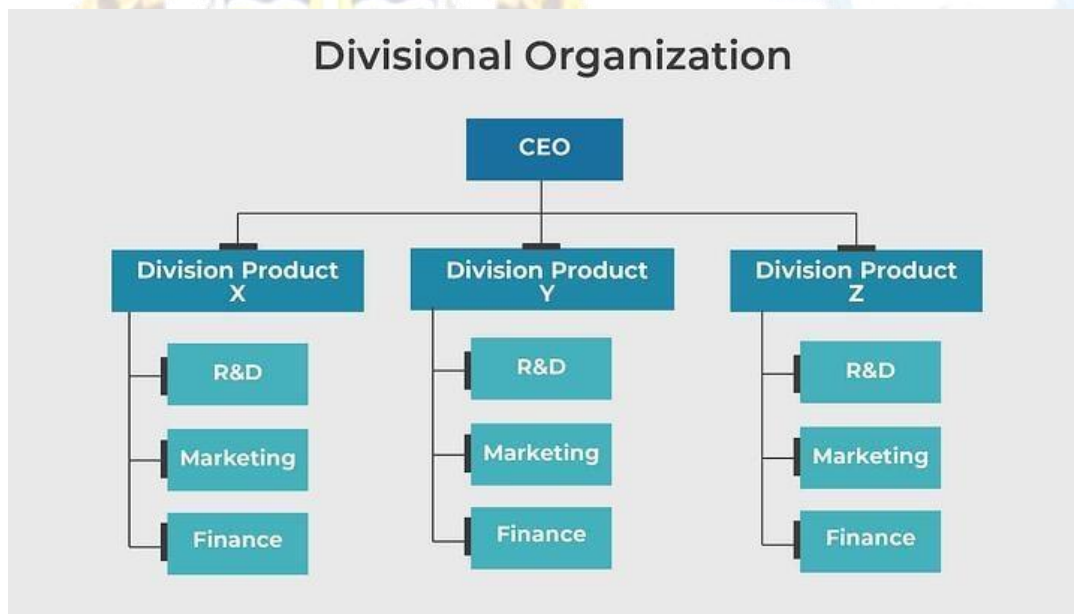 Divisional Organization
CEO
Division Product
X
R&D
Marketing
Finance
Division Product
Y
R&D
Marketing
Finance
Division Product
Z
R&D
Marketing
Finance